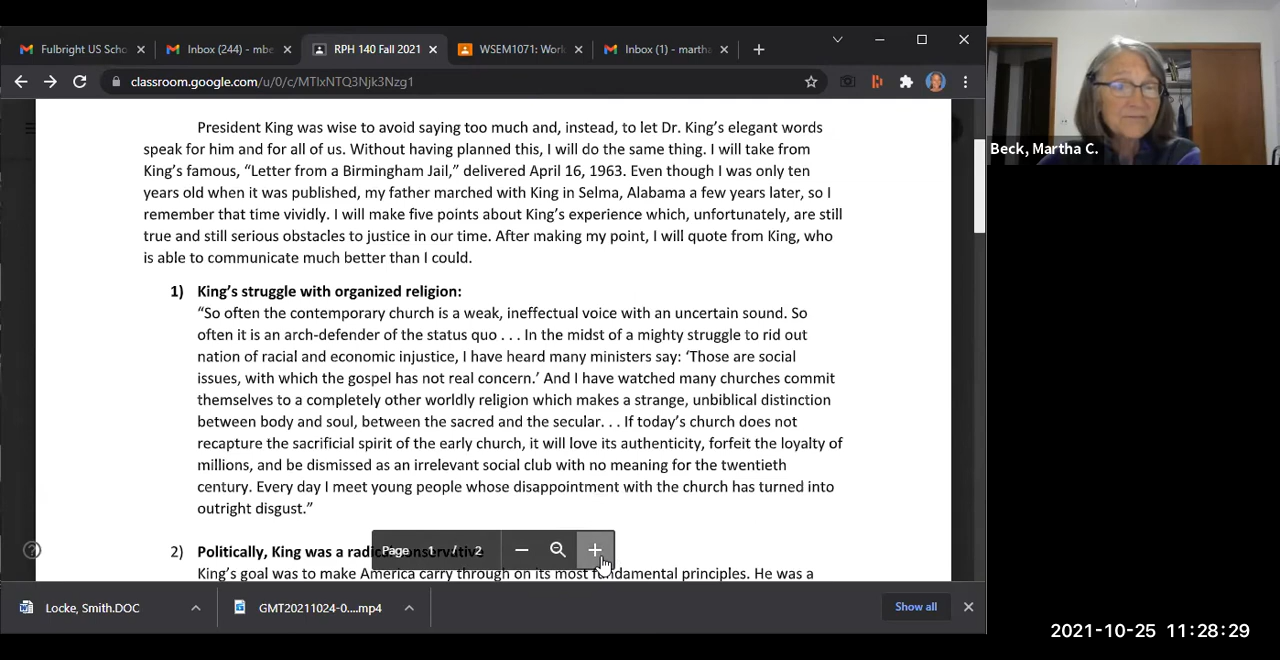 Fulbright US Scho
Inbox (244) - mbe
RPH 140 Fall 2021
WSEM1071: Worl
Inbox (1) - martha
classroom.google.com/u/0/c/MTIxNTQ3Njk3Nzg1
President King was wise to avoid saying too much and, instead, to let Dr. King's elegant words
speak for him and for all of us. Without having planned this, I will do the same thing. I will take from
King's famous, "Letter from a Birmingham Jail," delivered April 16, 1963. Even though I was only ten
years old when it was published, my father marched with King in Selma, Alabama a few years later, so I
remember that time vividly. I will make five points about King's experience which, unfortunately, are still
true and still serious obstacles to justice in our time. After making my point, I will quote from King, who
is able to communicate much better than I could.
1) King's struggle with organized religion:
"So often the contemporary church is a weak, ineffectual voice with an uncertain sound. So
often it is an arch-defender of the status quo . . . In the midst of a mighty struggle to rid out
nation of racial and economic injustice, I have heard many ministers say: 'Those are social
issues, with which the gospel has not real concern.' And I have watched many churches commit
themselves to a completely other worldly religion which makes a strange, unbiblical distinction
between body and soul, between the sacred and the secular. . . If today's church does not
recapture the sacrificial spirit of the early church, it will love its authenticity, forfeit the loyalty of
millions, and be dismissed as an irrelevant social club with no meaning for the twentieth
century. Every day I meet young people whose disappointment with the church has turned into
outright disgust."
2) Politically, King was a radical conservative
Page 1 / 2
King's goal was to make America carry through on its most fundamental principles. He was a
Locke, Smith.DOC
GMT20211024-0....mp4
Show all
Beck, Martha C.
2021-10-25 11:28:29